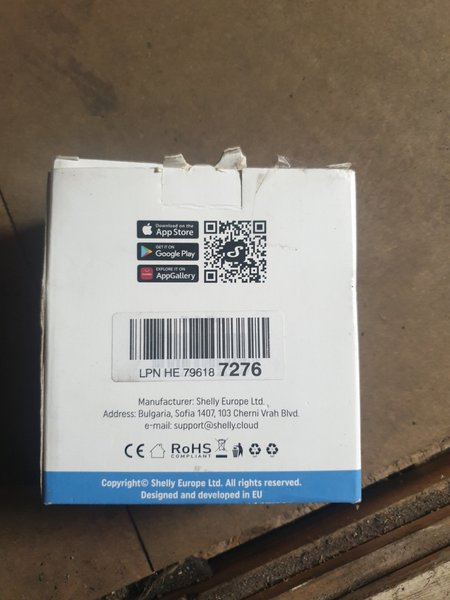 Download on the
App Store
GET IT ON
Google Play
EXPLORE IT ON
AppGallery
LPN HE 79618 7276
Manufacturer: Shelly Europe Ltd.
Address: Bulgaria, Sofia 1407, 103 Cherni Vrah Blvd.
e-mail: support@shelly.cloud
CE RoHS
COMPLIANT
Copyright© Shelly Europe Ltd. All rights reserved.
Designed and developed in EU